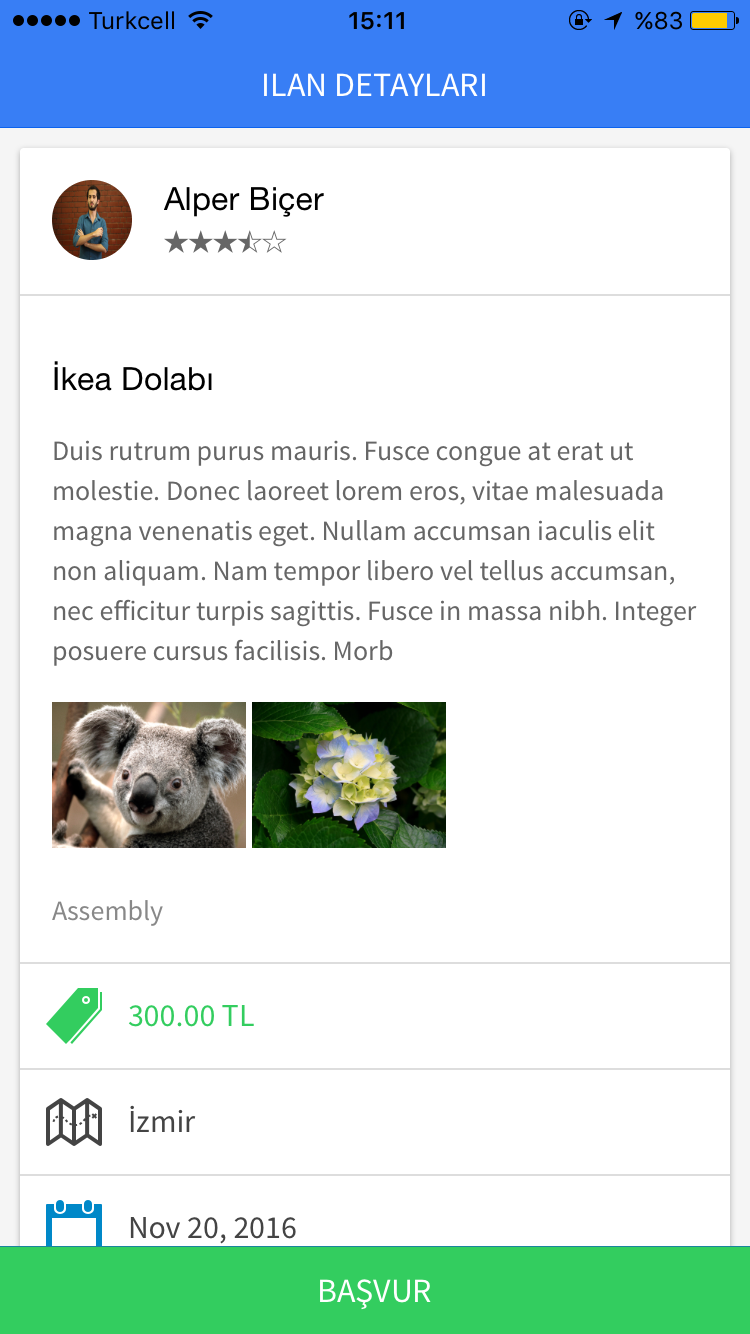 Turkcell 15:11 %83
ILAN DETAYLARI
Alper Biçer
İkea Dolabı
Duis rutrum purus mauris. Fusce congue at erat ut
molestie. Donec laoreet lorem eros, vitae malesuada
magna venenatis eget. Nullam accumsan iaculis elit
non aliquam. Nam tempor libero vel tellus accumsan,
nec efficitur turpis sagittis. Fusce in massa nibh. Integer
posuere cursus facilisis. Morb
Assembly
300.00 TL
İzmir
Nov 20, 2016
BAŞVUR